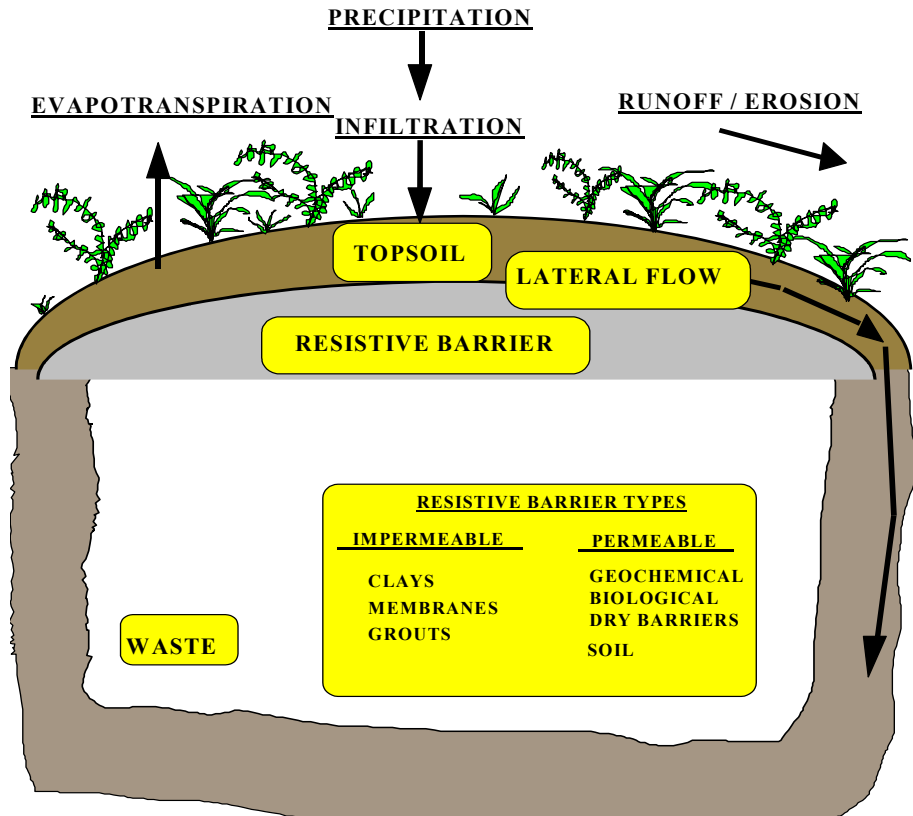 PRECIPITATION
EVAPOTRANSPIRATION
RUNOFF / EROSION
INFILTRATION
TOPSOIL
LATERAL FLOW
RESISTIVE BARRIER
RESISTIVE BARRIER TYPES
IMPERMEABLE
CLAYS
MEMBRANES
GROUTS
PERMEABLE
GEOCHEMICAL
BIOLOGICAL
DRY BARRIERS
SOIL
WASTE